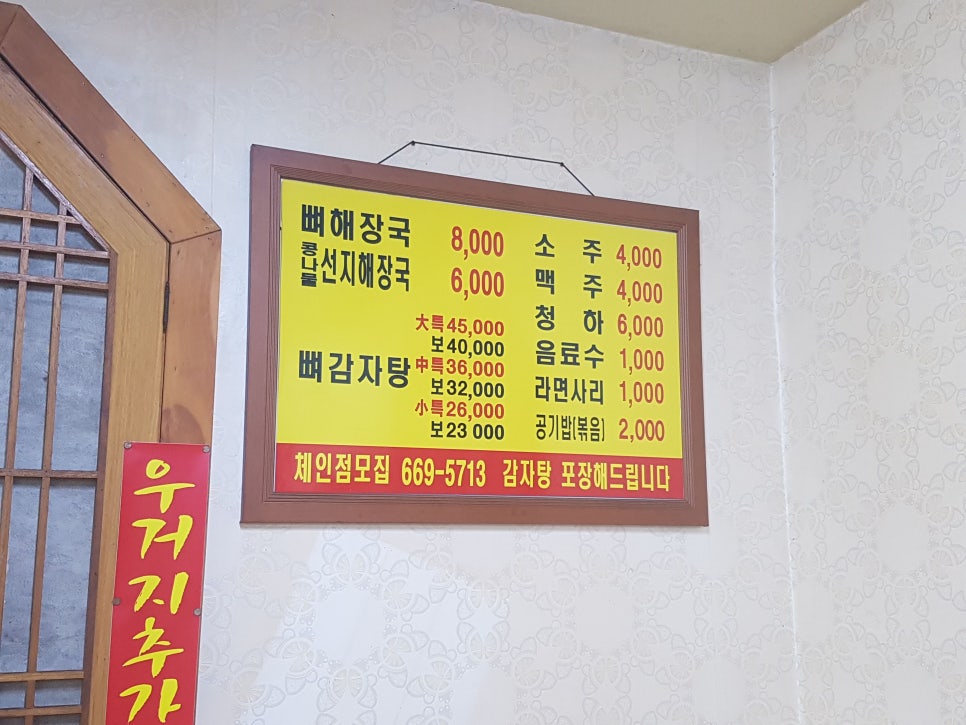 뼈해장국 8,000
콩나물 선지해장국 6,000
뼈감자탕
大특45,000
보40,000
中특36,000
보32,000
小특26,000
보23 000
소 주 4,000
맥 주 4,000
청 하 6,000
음료수 1,000
라면사리 1,000
공기밥(볶음) 2,000
체인점모집 669-5713 감자탕 포장해드립니다
우거지추가